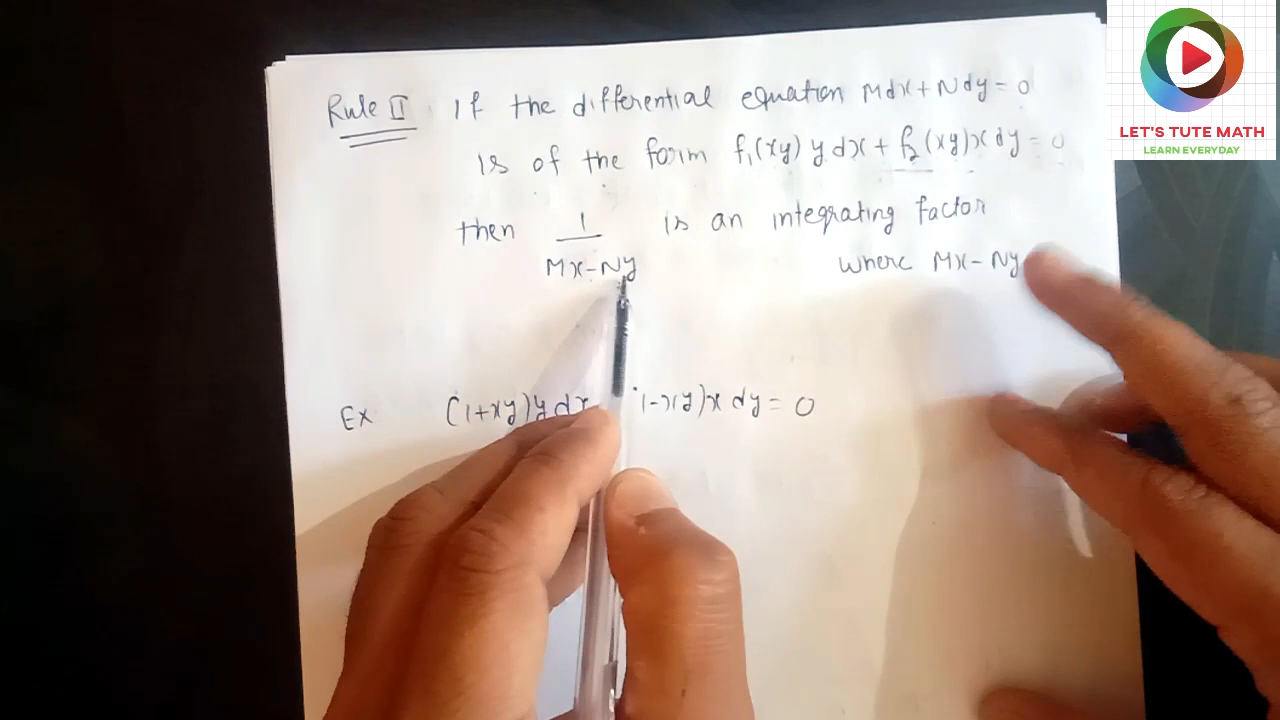 Rule II If the differential equation Mdx + Ndy = 0
is of the form f₁(xy) y dx + f₂(xy) x dy = 0
then 1/(Mx - Ny) is an integrating factor
where Mx - Ny
Ex (1+xy) y dx 1-xy) x dy = 0
LET'S TUTE MATH
LEARN EVERYDAY